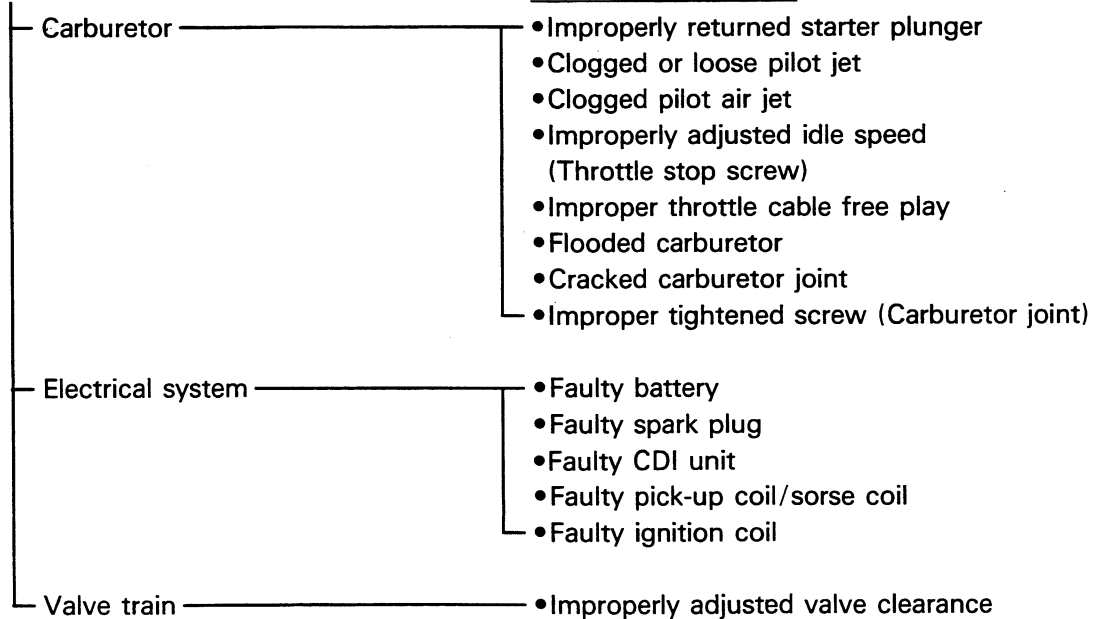 Carburetor
•Improperly returned starter plunger
•Clogged or loose pilot jet
•Clogged pilot air jet
•Improperly adjusted idle speed
(Throttle stop screw)
•Improper throttle cable free play
•Flooded carburetor
•Cracked carburetor joint
•Improper tightened screw (Carburetor joint)
Electrical system
•Faulty battery
•Faulty spark plug
•Faulty CDI unit
•Faulty pick-up coil/sorse coil
•Faulty ignition coil
Valve train
•Improperly adjusted valve clearance